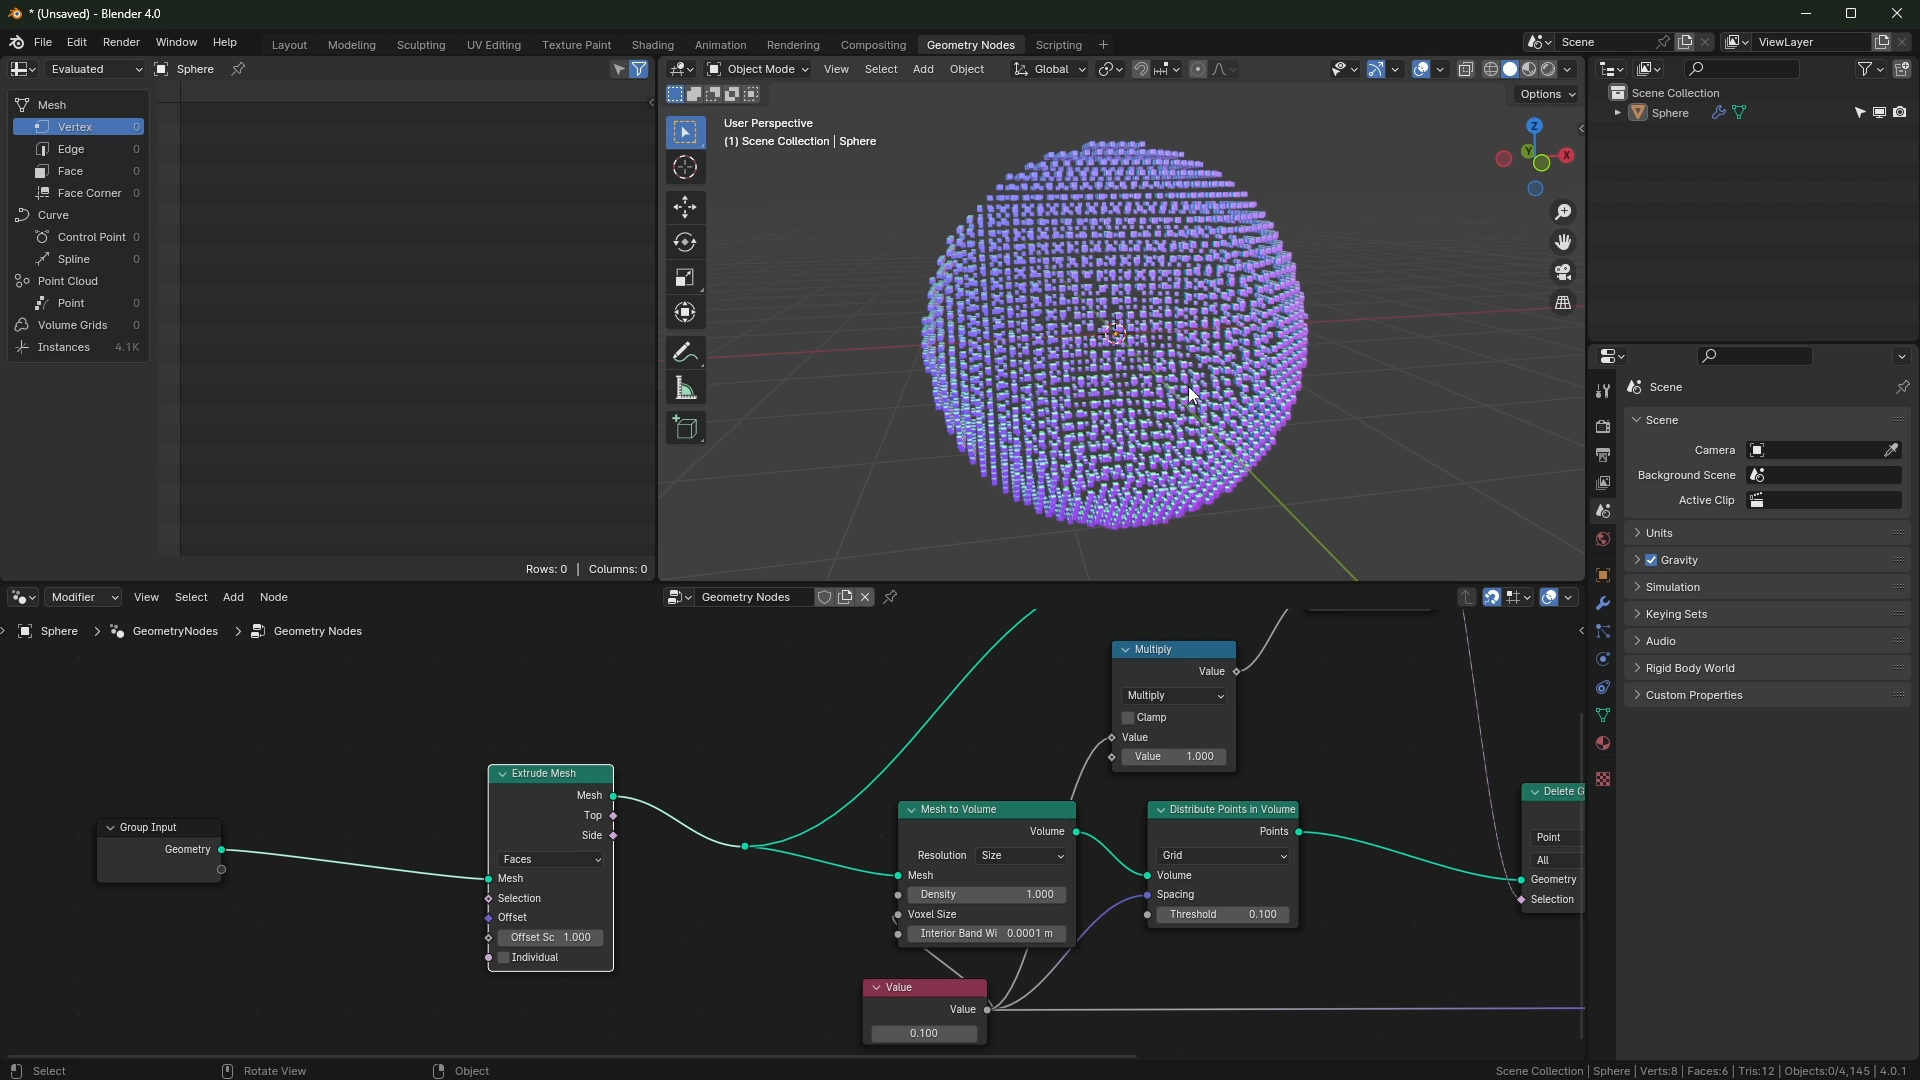 * (Unsaved) - Blender 4.0
File Edit Render Window Help
Layout Modeling Sculpting UV Editing Texture Paint Shading Animation Rendering Compositing Geometry Nodes Scripting +
Scene
ViewLayer
Evaluated
Sphere
Mesh
Vertex 0
Edge 0
Face 0
Face Corner 0
Curve
Control Point 0
Spline 0
Point Cloud
Point 0
Volume Grids 0
Instances 4.1K
Rows: 0 | Columns: 0
Object Mode View Select Add Object Global
Options
User Perspective
(1) Scene Collection | Sphere
Z
Y
X
Scene Collection
Sphere
Scene
Scene
Camera
Background Scene
Active Clip
Units
Gravity
Simulation
Keying Sets
Audio
Rigid Body World
Custom Properties
Modifier View Select Add Node
Geometry Nodes
Sphere > GeometryNodes > Geometry Nodes
Group Input
Geometry
Extrude Mesh
Mesh
Top
Side
Faces
Mesh
Selection
Offset
Offset Sc 1.000
Individual
Multiply
Value
Multiply
Clamp
Value
Value 1.000
Mesh to Volume
Volume
Resolution Size
Mesh
Density 1.000
Voxel Size
Interior Band Wi 0.0001 m
Distribute Points in Volume
Points
Grid
Volume
Spacing
Threshold 0.100
Value
Value
0.100
Delete G
Point
All
Geometry
Selection
Select
Rotate View
Object
Scene Collection | Sphere | Verts:8 | Faces:6 | Tris:12 | Objects:0/4,145 | 4.0.1